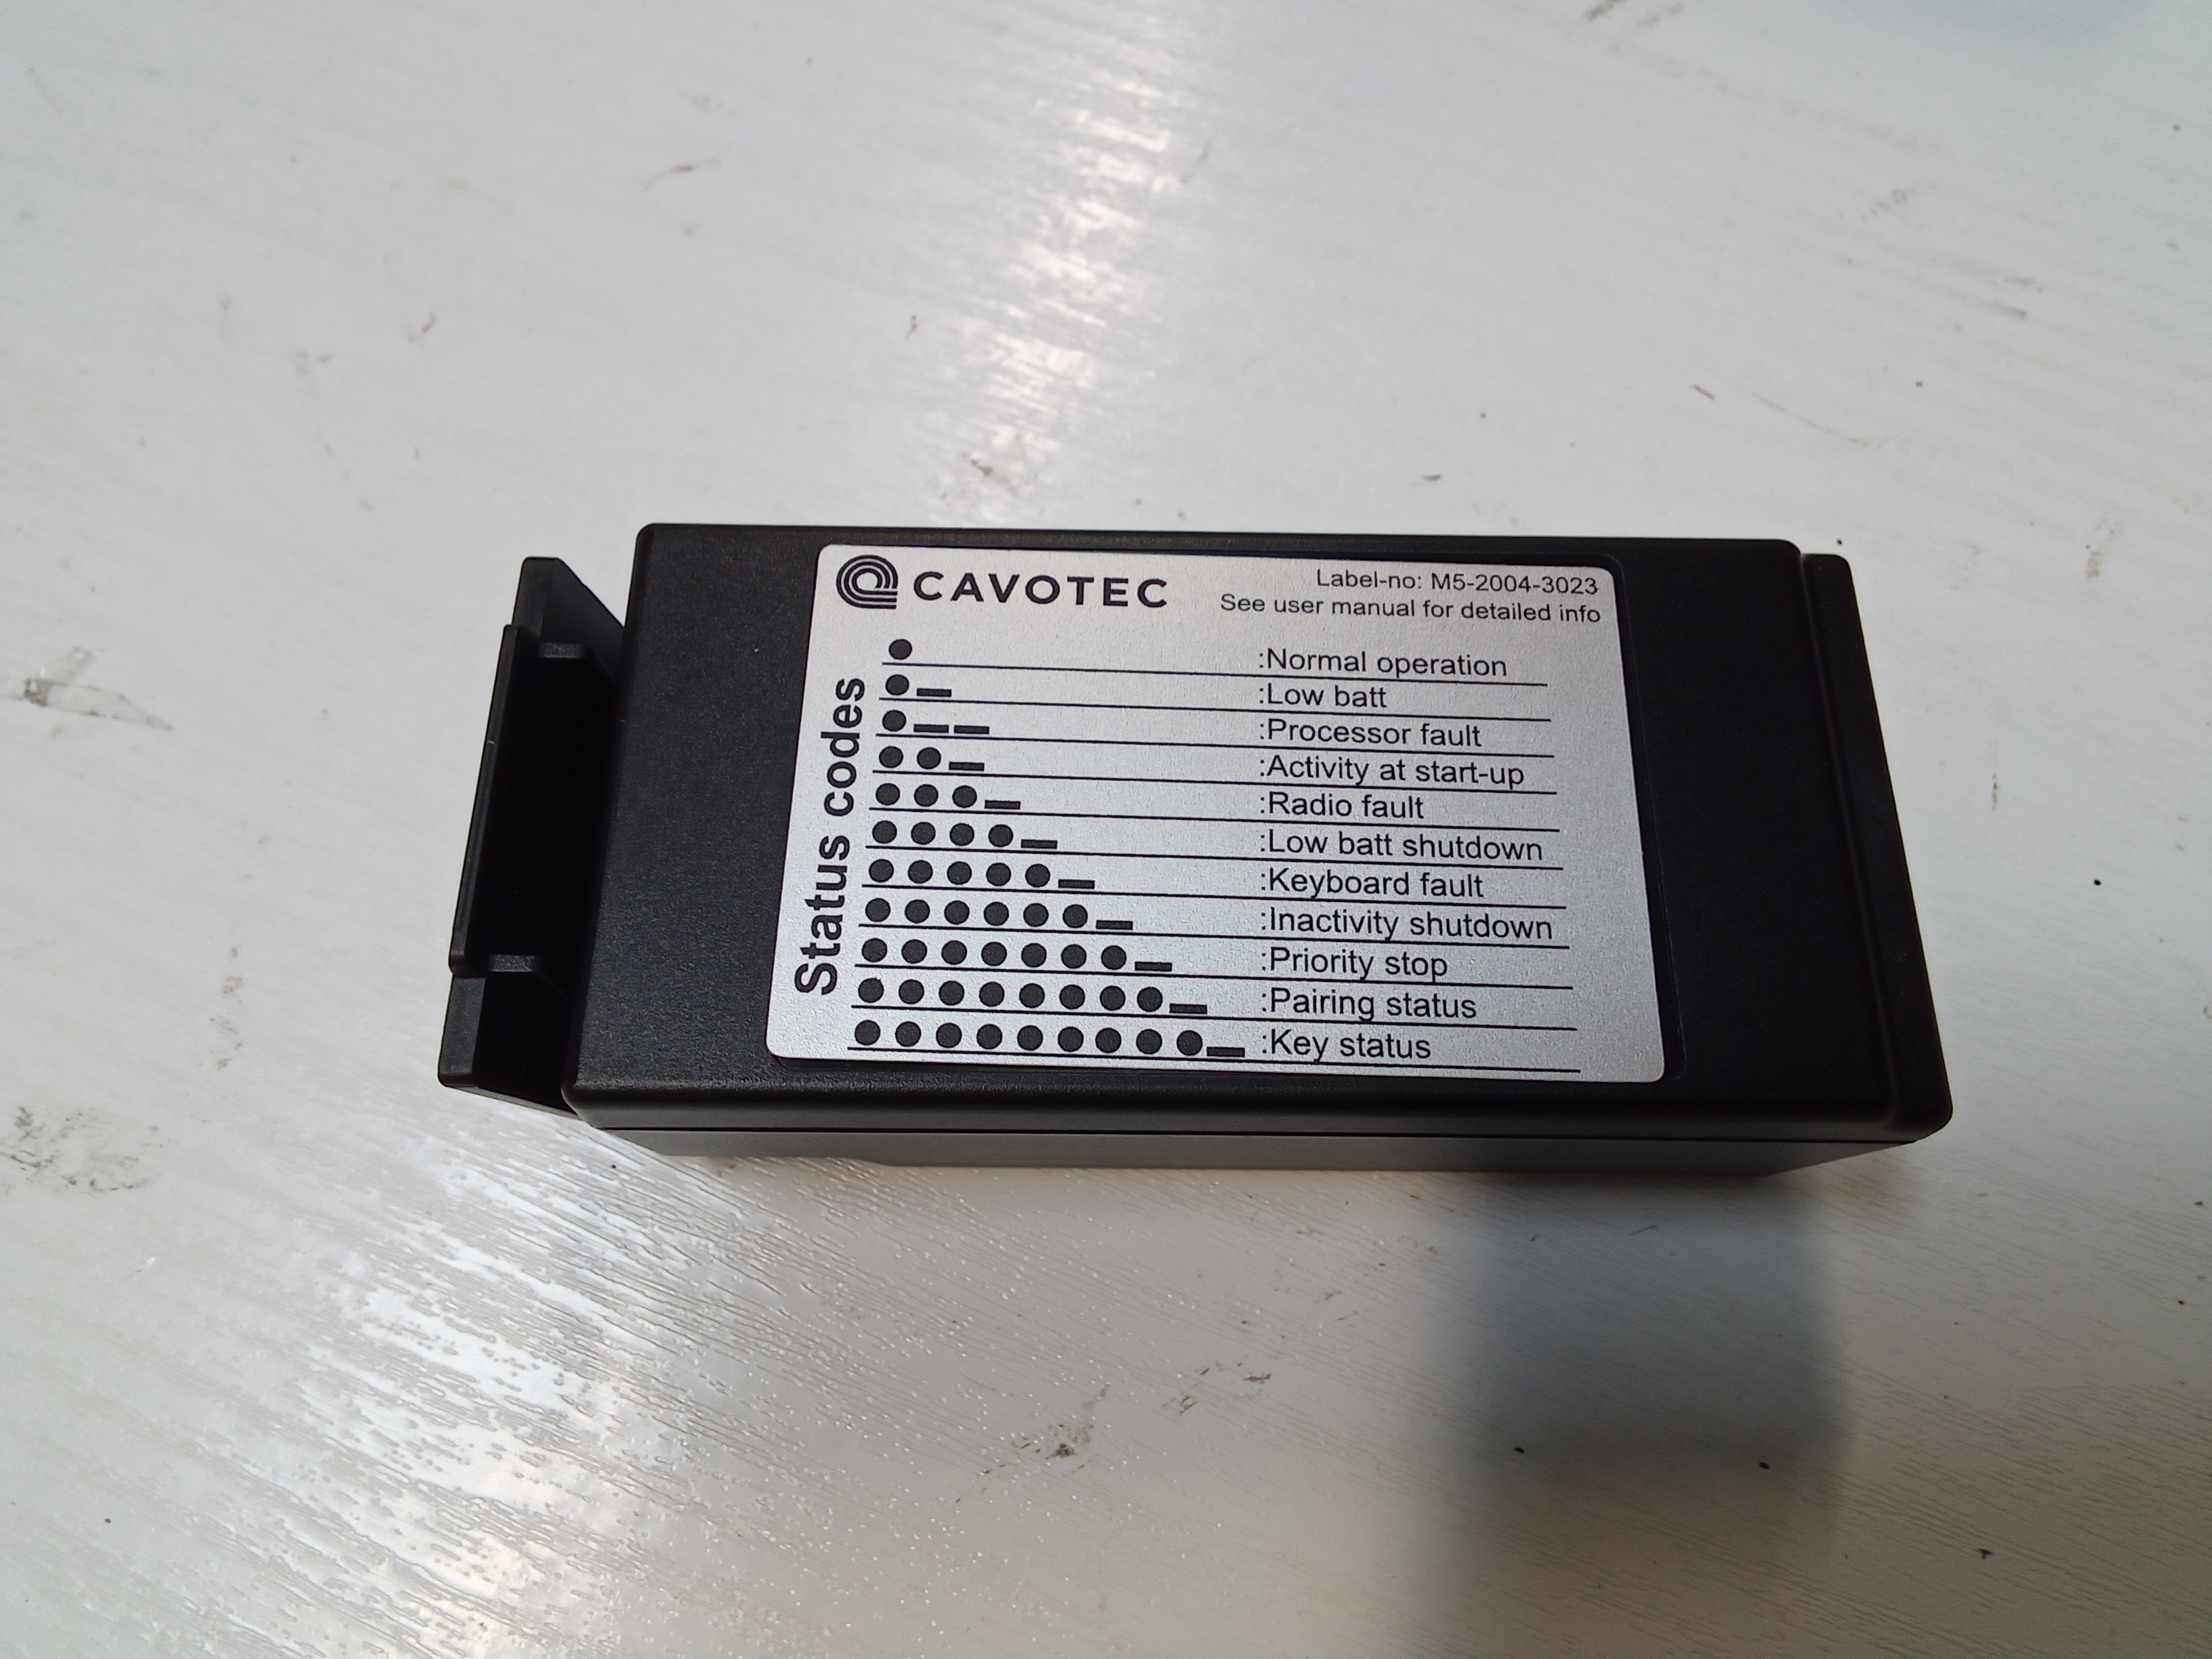 CAVOTEC
Label-no: M5-2004-3023
See user manual for detailed info
Status codes
:Normal operation
:Low batt
:Processor fault
:Activity at start-up
:Radio fault
:Low batt shutdown
:Keyboard fault
:Inactivity shutdown
:Priority stop
:Pairing status
:Key status